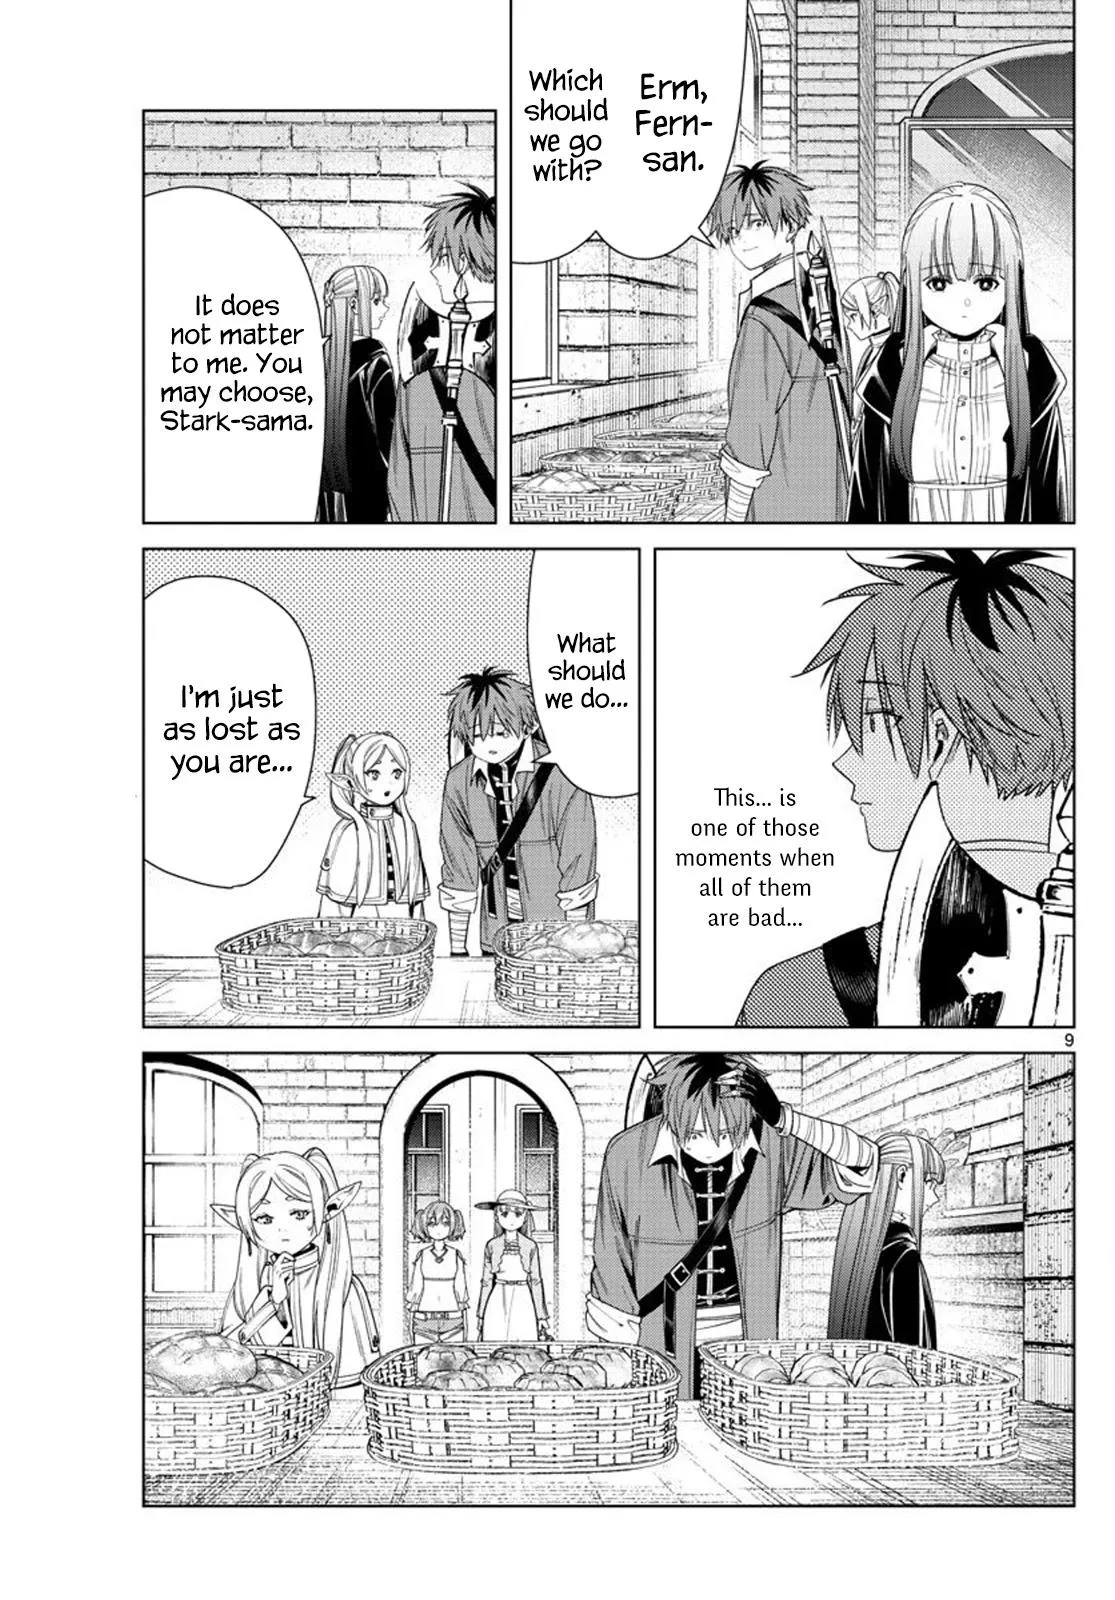 Erm,
Fern-
san.
Which
should
we go
with?
It does
not matter
to me. You
may choose,
Stark-sama.
This... is
one of those
moments when
all of them
are bad...
What
should
we do...
I'm just
as lost as
you are...
9